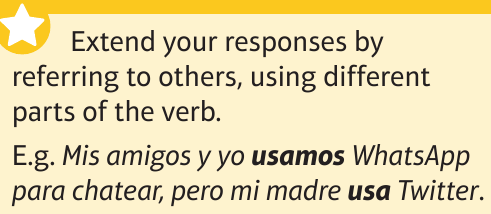 Extend your responses by
referring to others, using different
parts of the verb.
E.g. Mis amigos y yo usamos WhatsApp
para chatear, pero mi madre usa Twitter.